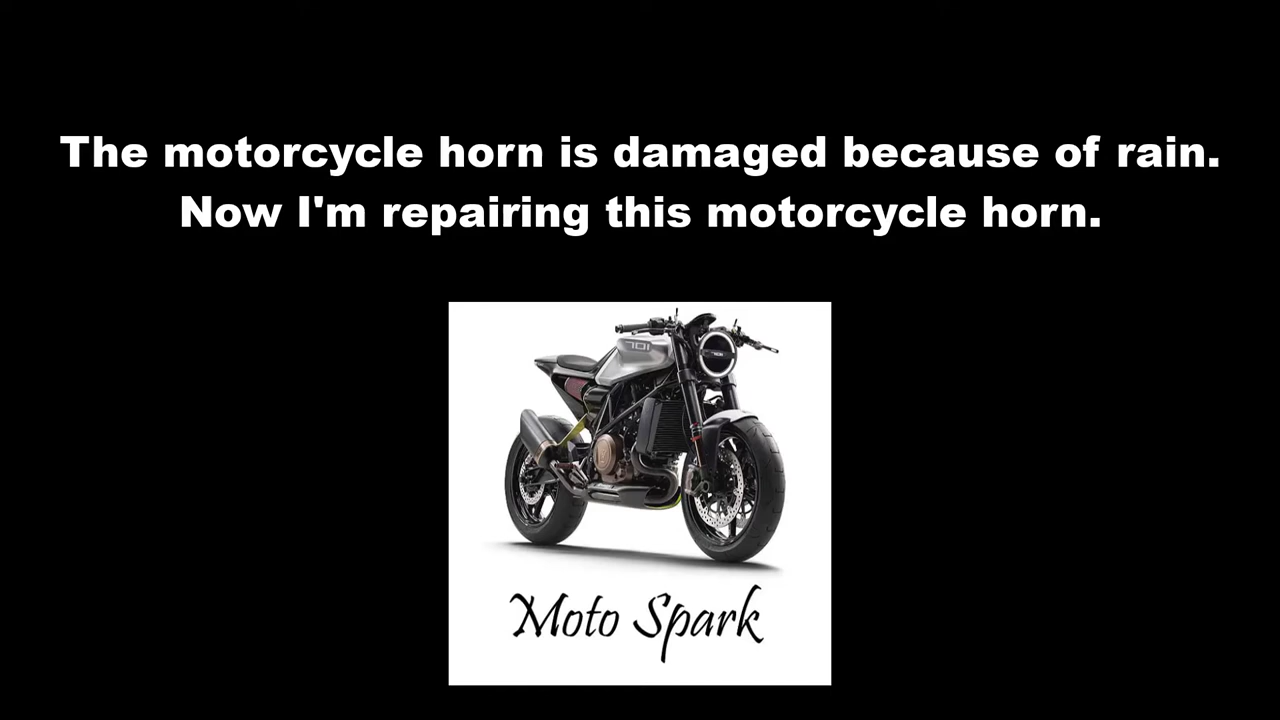 The motorcycle horn is damaged because of rain.
Now I'm repairing this motorcycle horn.
701
Moto Spark